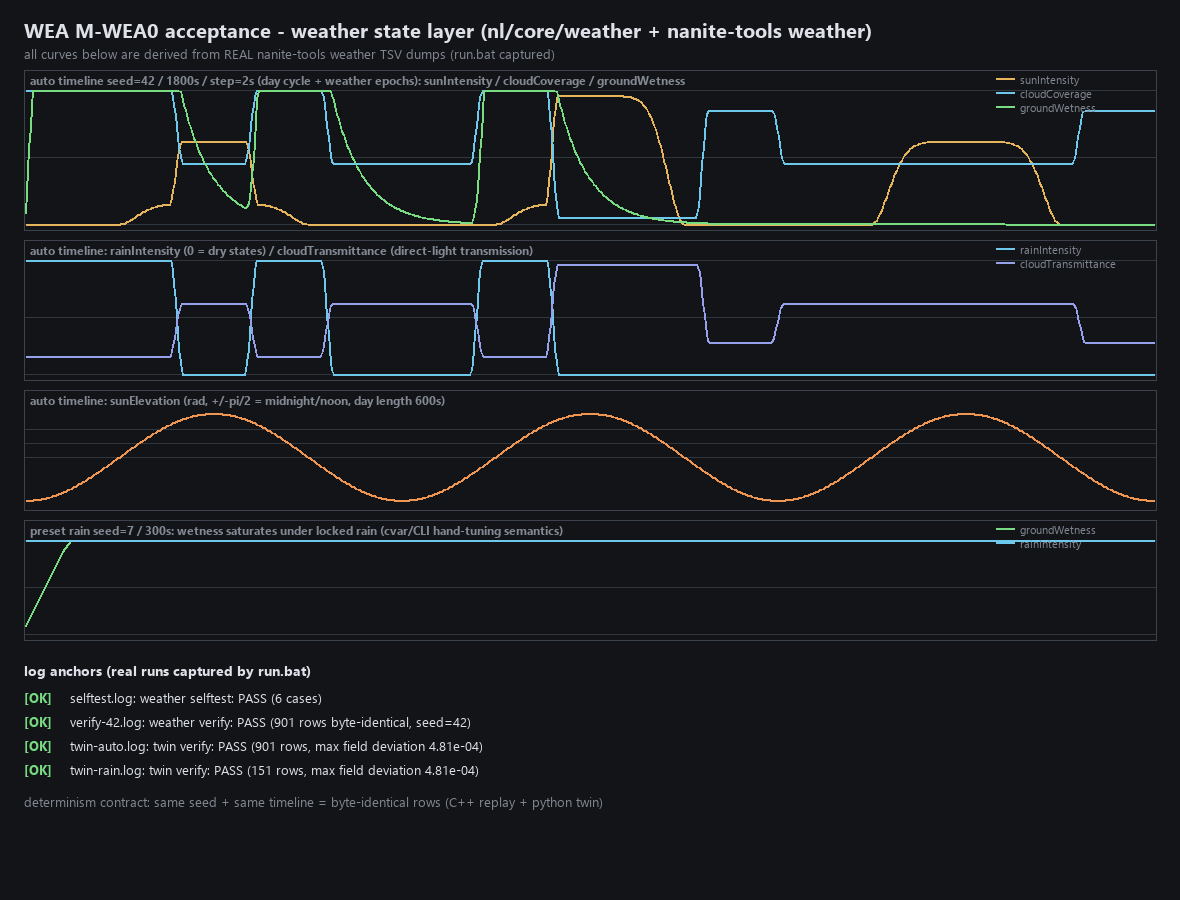 WEA M-WEA0 acceptance - weather state layer (nl/core/weather + nanite-tools weather)
all curves below are derived from REAL nanite-tools weather TSV dumps (run.bat captured)
auto timeline seed=42 / 1800s / step=2s (day cycle + weather epochs): sunIntensity / cloudCoverage / groundWetness
sunIntensity
cloudCoverage
groundWetness
auto timeline: rainIntensity (0 = dry states) / cloudTransmittance (direct-light transmission)
rainIntensity
cloudTransmittance
auto timeline: sunElevation (rad, +/-pi/2 = midnight/noon, day length 600s)
preset rain seed=7 / 300s: wetness saturates under locked rain (cvar/CLI hand-tuning semantics)
groundWetness
rainIntensity
log anchors (real runs captured by run.bat)
[OK] selftest.log: weather selftest: PASS (6 cases)
[OK] verify-42.log: weather verify: PASS (901 rows byte-identical, seed=42)
[OK] twin-auto.log: twin verify: PASS (901 rows, max field deviation 4.81e-04)
[OK] twin-rain.log: twin verify: PASS (151 rows, max field deviation 4.81e-04)
determinism contract: same seed + same timeline = byte-identical rows (C++ replay + python twin)